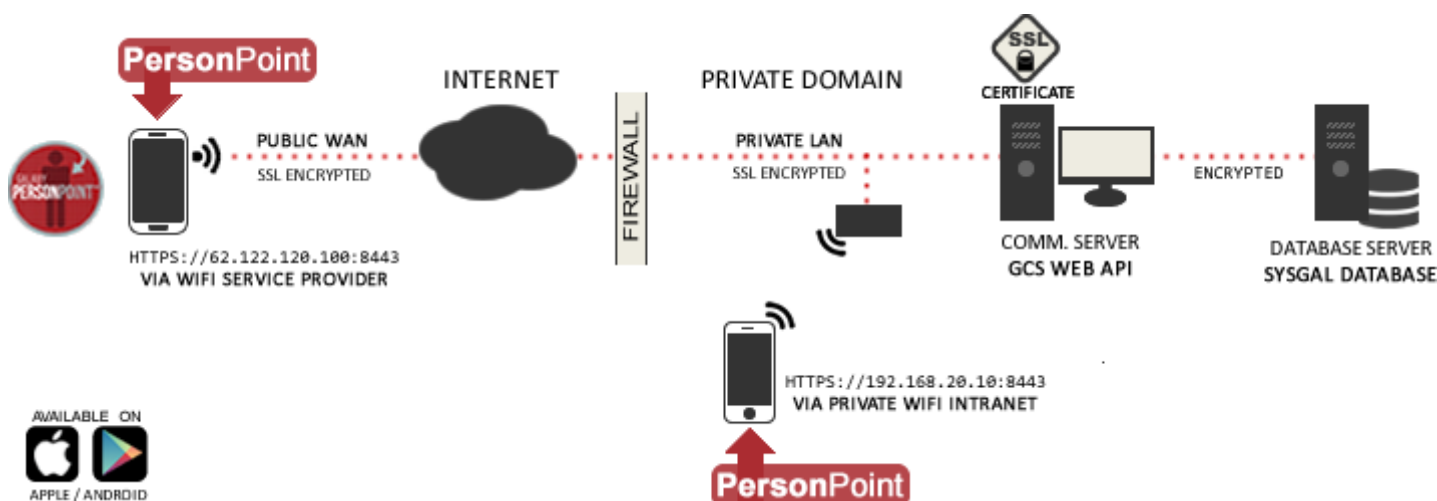 PersonPoint
INTERNET
PRIVATE DOMAIN
SSL
CERTIFICATE
PUBLIC WAN
SSL ENCRYPTED
FIREWALL
PRIVATE LAN
SSL ENCRYPTED
ENCRYPTED
PERSONPOINT
HTTPS://62.122.120.100:8443
VIA WIFI SERVICE PROVIDER
COMM. SERVER
GCS WEB API
DATABASE SERVER
SYSGAL DATABASE
HTTPS://192.168.20.10:8443
VIA PRIVATE WIFI INTRANET
AVAILABLE ON
APPLE / ANDROID
PersonPoint